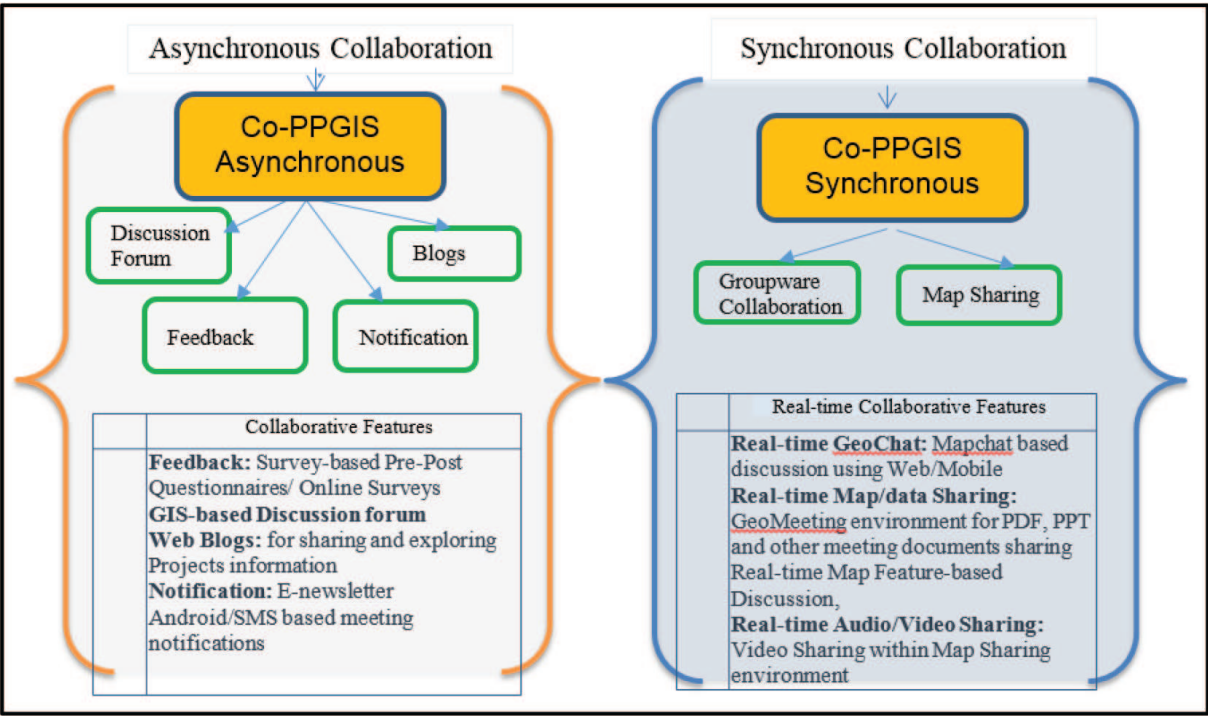 Asynchronous Collaboration
Co-PPGIS
Asynchronous
Discussion
Forum
Blogs
Feedback
Notification
Collaborative Features
Feedback: Survey-based Pre-Post
Questionnaires/ Online Surveys
GIS-based Discussion forum
Web Blogs: for sharing and exploring
Projects information
Notification: E-newsletter
Android/SMS based meeting
notifications
Synchronous Collaboration
Co-PPGIS
Synchronous
Groupware
Collaboration
Map Sharing
Real-time Collaborative Features
Real-time GeoChat: Mapchat based
discussion using Web/Mobile
Real-time Map/data Sharing:
GeoMeeting environment for PDF, PPT
and other meeting documents sharing
Real-time Map Feature-based
Discussion,
Real-time Audio/Video Sharing:
Video Sharing within Map Sharing
environment